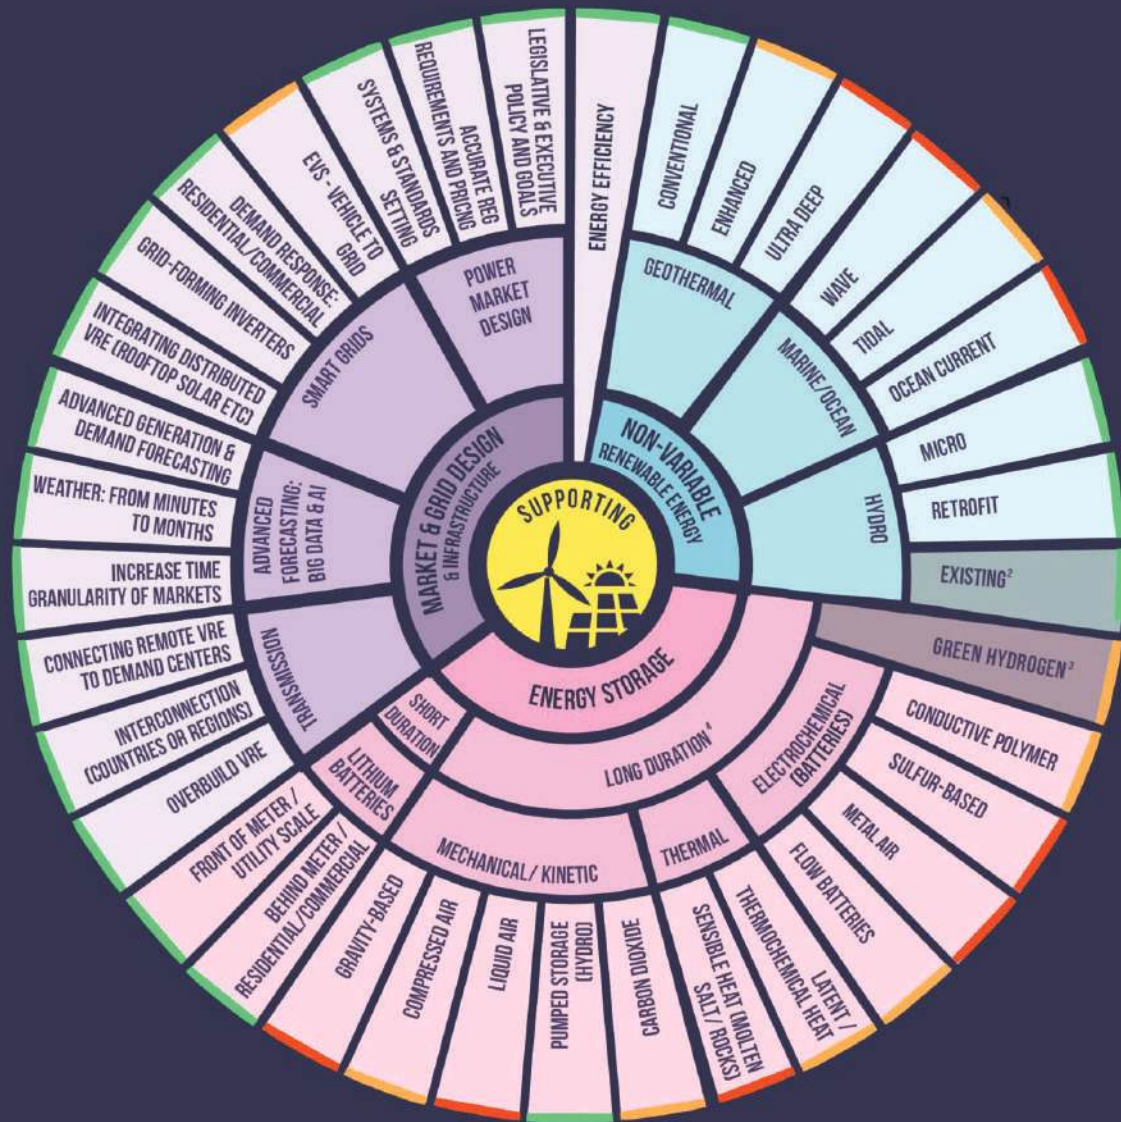 SUPPORTING
NON-VARIABLE
RENEWABLE ENERGY
ENERGY STORAGE
MARKET & GRID DESIGN
& INFRASTRUCTURE
ENERGY EFFICIENCY
GEOTHERMAL
CONVENTIONAL
ENHANCED
ULTRA DEEP
MARINE/OCEAN
WAVE
TIDAL
OCEAN CURRENT
HYDRO
MICRO
RETROFIT
EXISTING²
GREEN HYDROGEN³
LONG DURATION⁴
ELECTROCHEMICAL
(BATTERIES)
CONDUCTIVE POLYMER
SULFUR-BASED
METAL AIR
FLOW BATTERIES
THERMAL
LATENT /
THERMOCHEMICAL HEAT
SENSIBLE HEAT (MOLTEN
SALT/ ROCKS)
MECHANICAL/ KINETIC
CARBON DIOXIDE
PUMPED STORAGE
(HYDRO)
LIQUID AIR
COMPRESSED AIR
GRAVITY-BASED
SHORT
DURATION
LITHIUM
BATTERIES
BEHIND METER /
RESIDENTIAL/COMMERCIAL
FRONT OF METER /
UTILITY SCALE
TRANSMISSION
OVERBUILD VRE
INTERCONNECTION
(COUNTRIES OR REGIONS)
CONNECTING REMOTE VRE
TO DEMAND CENTERS
ADVANCED
FORECASTING:
BIG DATA & AI
INCREASE TIME
GRANULARITY OF MARKETS
WEATHER: FROM MINUTES
TO MONTHS
ADVANCED GENERATION &
DEMAND FORECASTING
SMART GRIDS
INTEGRATING DISTRIBUTED
VRE (ROOFTOP SOLAR ETC)
GRID-FORMING INVERTERS
DEMAND RESPONSE:
RESIDENTIAL/COMMERCIAL
EVS - VEHICLE TO
GRID
POWER
MARKET
DESIGN
SYSTEMS & STANDARDS
SETTING
ACCURATE REG
REQUIREMENTS AND PRICNG
LEGISLATIVE & EXECUTIVE
POLICY AND GOALS